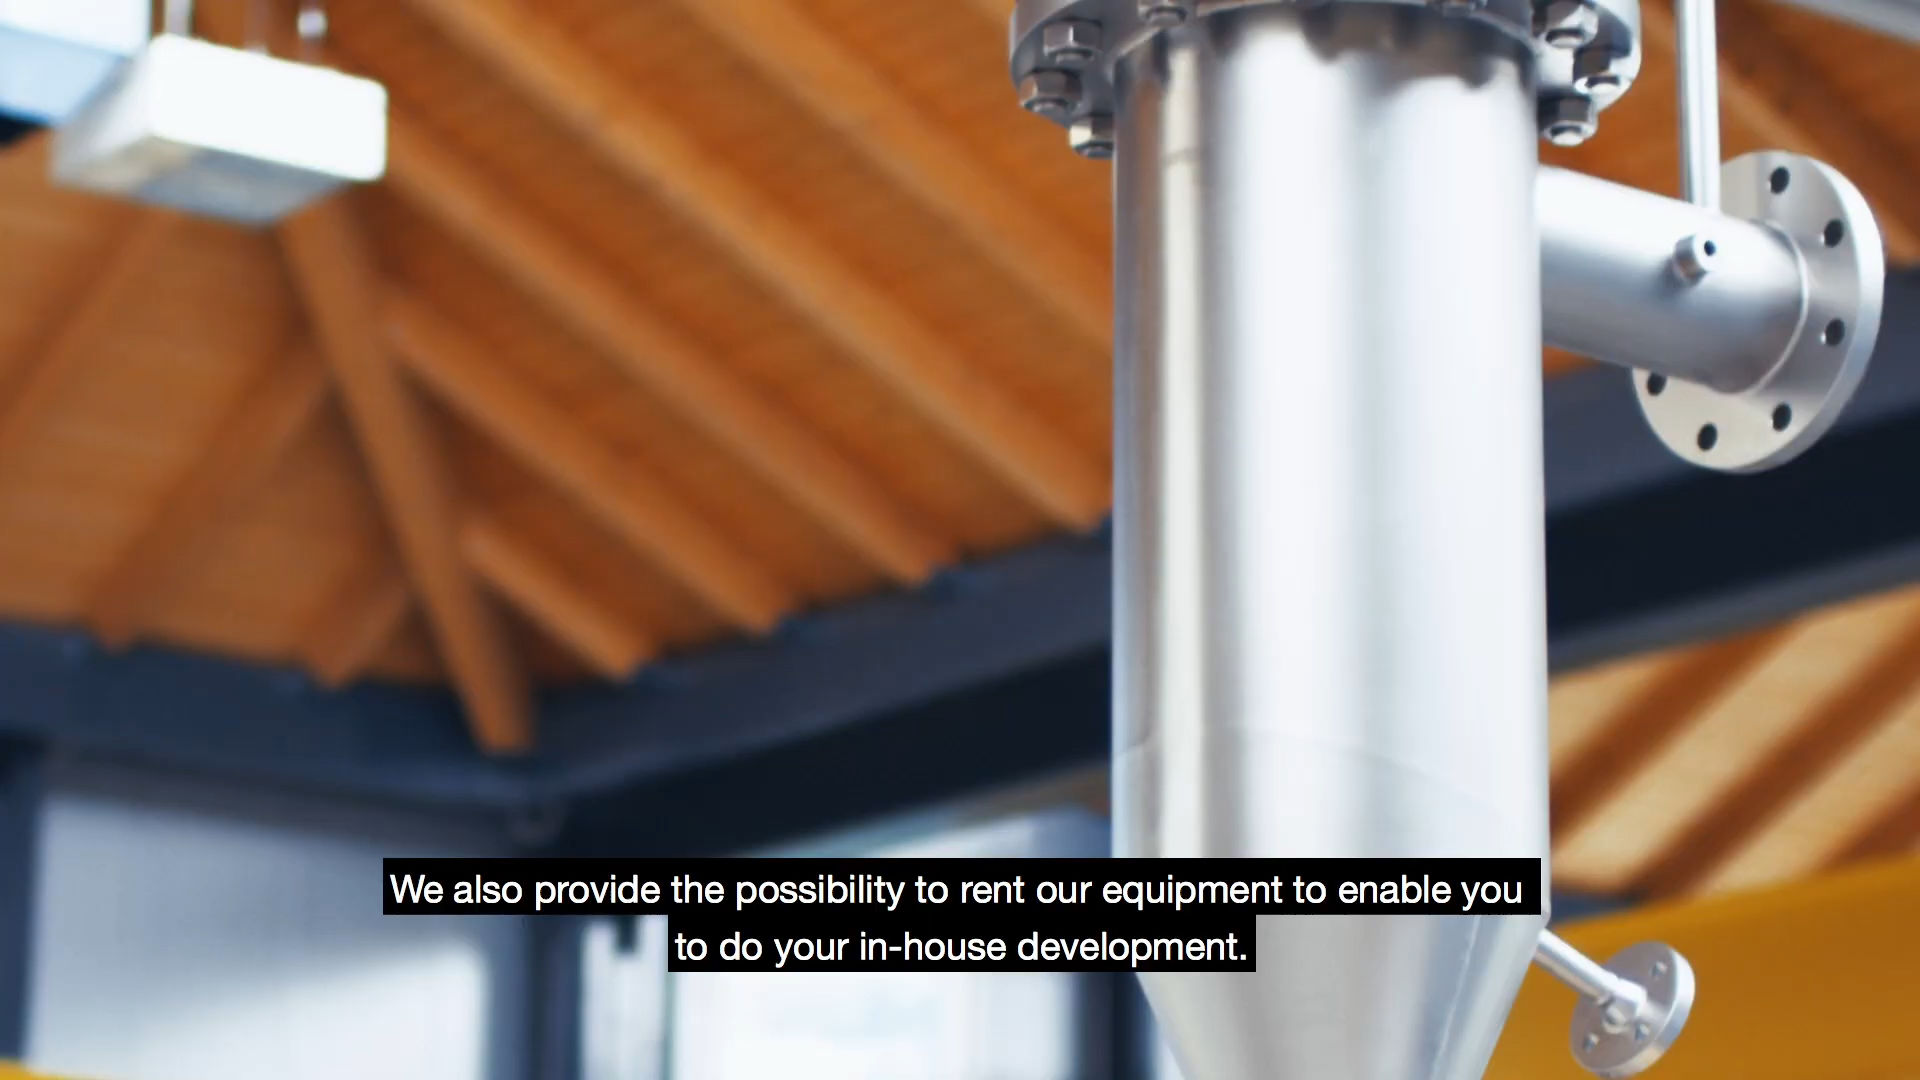 We also provide the possibility to rent our equipment to enable you
to do your in-house development.